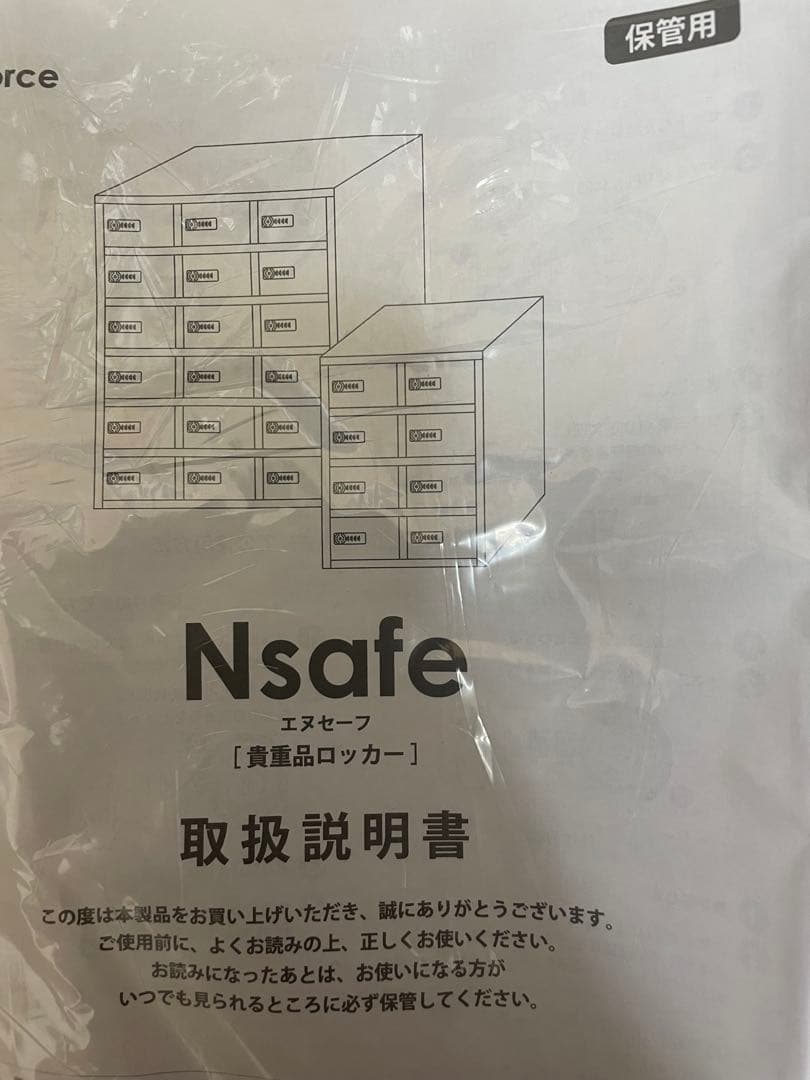 保管用
orce
Nsafe
エヌセーフ
[貴重品ロッカー]
取扱説明書
この度は本製品をお買い上げいただき、誠にありがとうございます。
ご使用前に、よくお読みの上、正しくお使いください。
お読みになったあとは、お使いになる方が
いつでも見られるところに必ず保管してください。